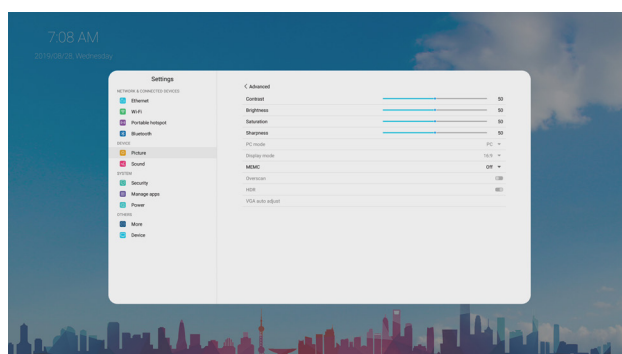 7:08 AM
2019/08/28, Wednesday
Settings
NETWORK & CONNECTED DEVICES
Ethernet
Wi-Fi
Portable hotspot
Bluetooth
DEVICE
Picture
Sound
SYSTEM
Security
Manage apps
Power
OTHERS
More
Device
< Advanced
Contrast 50
Brightness 50
Saturation 50
Sharpness 50
PC mode PC
Display mode 16:9
MEMC Off
Overscan
HDR
VGA auto adjust